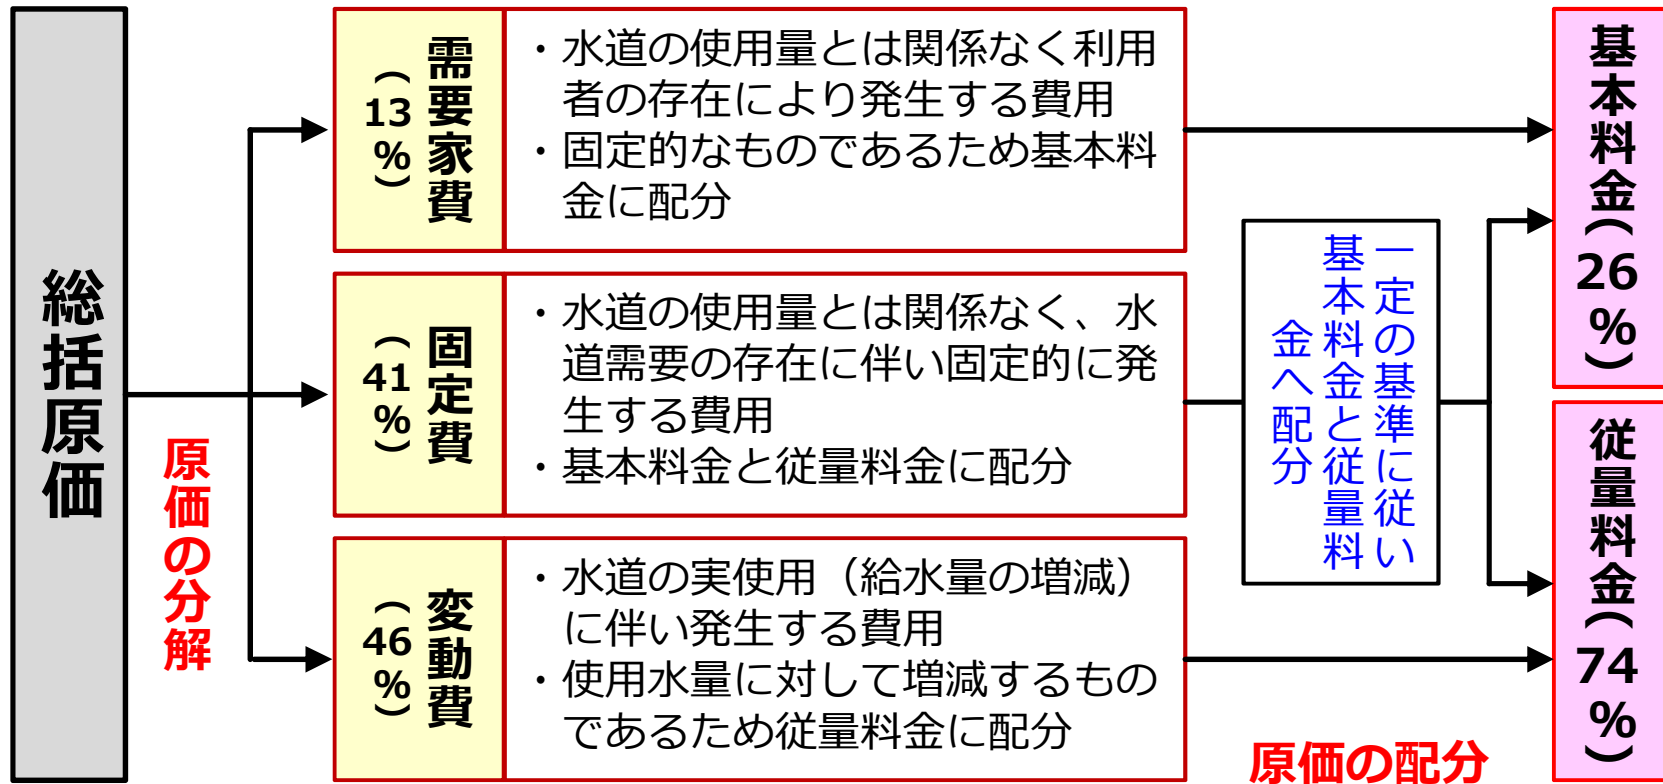 総括原価
原価の分解
需要家費
(13%)
・水道の使用量とは関係なく利用
者の存在により発生する費用
・固定的なものであるため基本料
金に配分
固定費
(41%)
・水道の使用量とは関係なく、水
道需要の存在に伴い固定的に発
生する費用
・基本料金と従量料金に配分
変動費
(46%)
・水道の実使用（給水量の増減）
に伴い発生する費用
・使用水量に対して増減するもの
であるため従量料金に配分
一定の基準に従い
基本料金と従量料
金へ配分
原価の配分
基本料金(26%)
従量料金(74%)